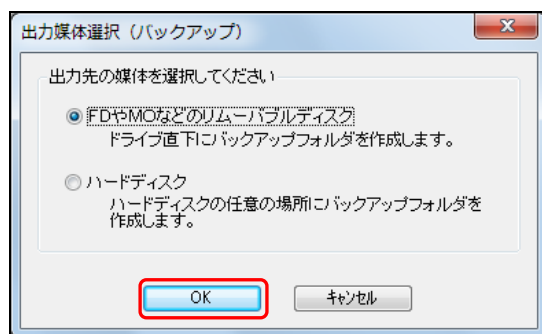 出力媒体選択（バックアップ）
出力先の媒体を選択してください
FDやMOなどのリムーバブルディスク
ドライブ直下にバックアップフォルダを作成します。
ハードディスク
ハードディスクの任意の場所にバックアップフォルダを
作成します。
OK
キャンセル